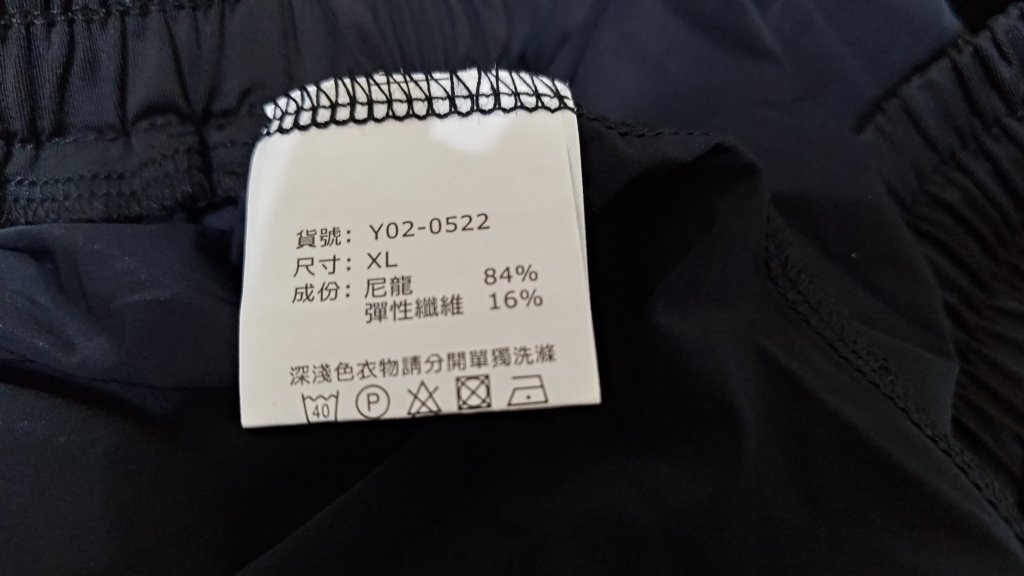 貨號: Y02-0522
尺寸: XL
成份: 尼龍 84%
彈性纖維 16%
深淺色衣物請分開單獨洗滌
40 P